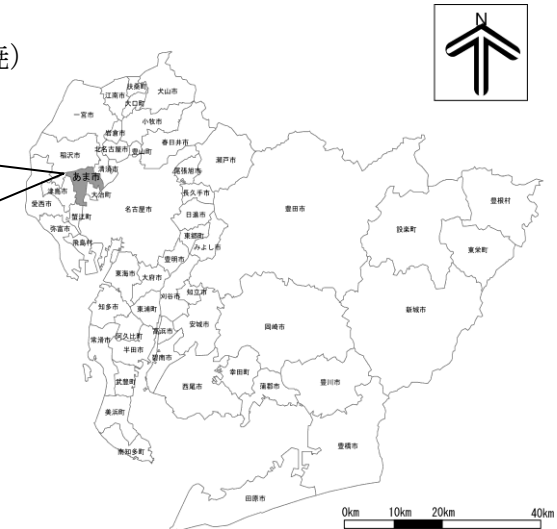 N
扶桑町
江南市
犬山市
大口町
一宮市
小牧市
岩倉市
春日井市
稲沢市
北名古屋市
豊山町
瀬戸市
清須市
尾張旭市
あま市
豊根村
津島市
大治町
長久手市
愛西市
名古屋市
豊田市
設楽町
蟹江町
日進市
弥富市
東郷町
東栄町
飛島村
みよし市
豊明市
東海市
大府市
刈谷市
知立市
知多市
東浦町
新城市
安城市
岡崎市
高浜市
阿久比町
常滑市
半田市
碧南市
幸田町
武豊町
西尾市
蒲郡市
豊川市
美浜町
南知多町
豊橋市
田原市
0km 10km 20km 40km